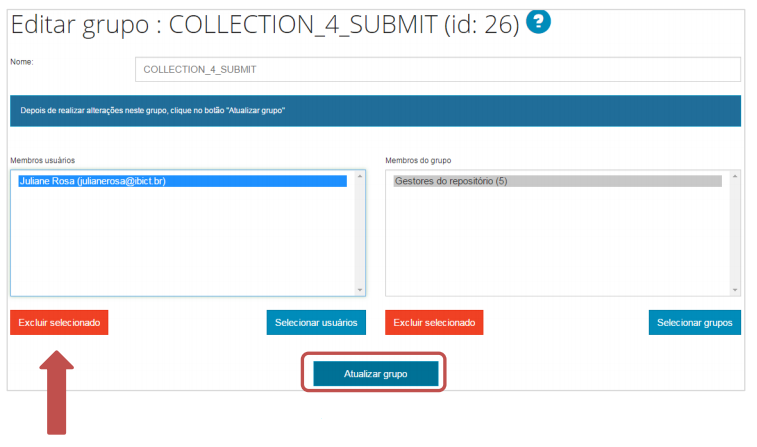 Editar grupo : COLLECTION_4_SUBMIT (id: 26) ?
Nome:
COLLECTION_4_SUBMIT
Depois de realizar alterações neste grupo, clique no botão "Atualizar grupo"
Membros usuários
Membros do grupo
Juliane Rosa (julianerosa@ibict.br)
Gestores do repositório (5)
Excluir selecionado
Selecionar usuários
Excluir selecionado
Selecionar grupos
Atualizar grupo